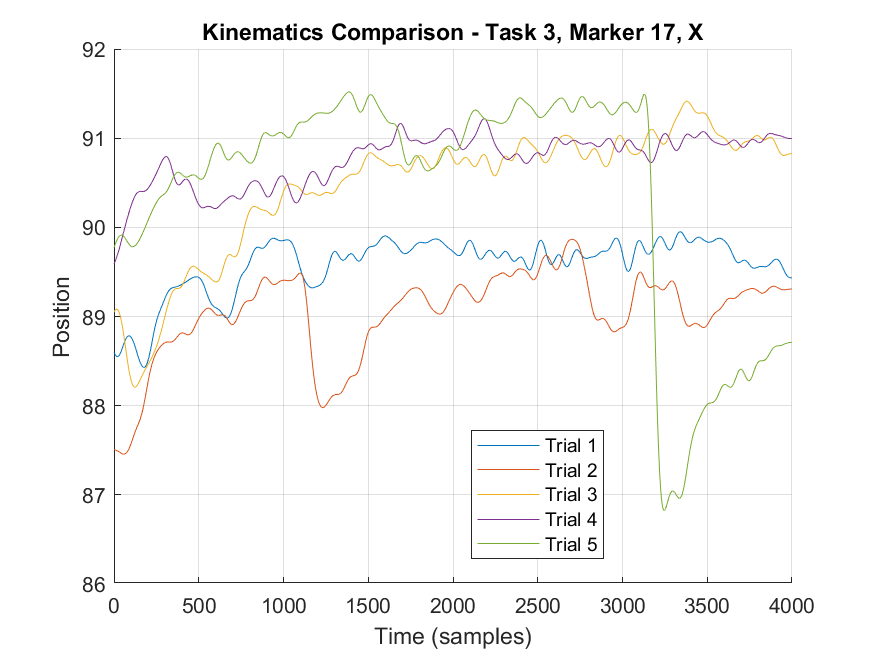 Kinematics Comparison - Task 3, Marker 17, X
92
91
90
89
88
87
86
Position
0 500 1000 1500 2000 2500 3000 3500 4000
Time (samples)
Trial 1
Trial 2
Trial 3
Trial 4
Trial 5